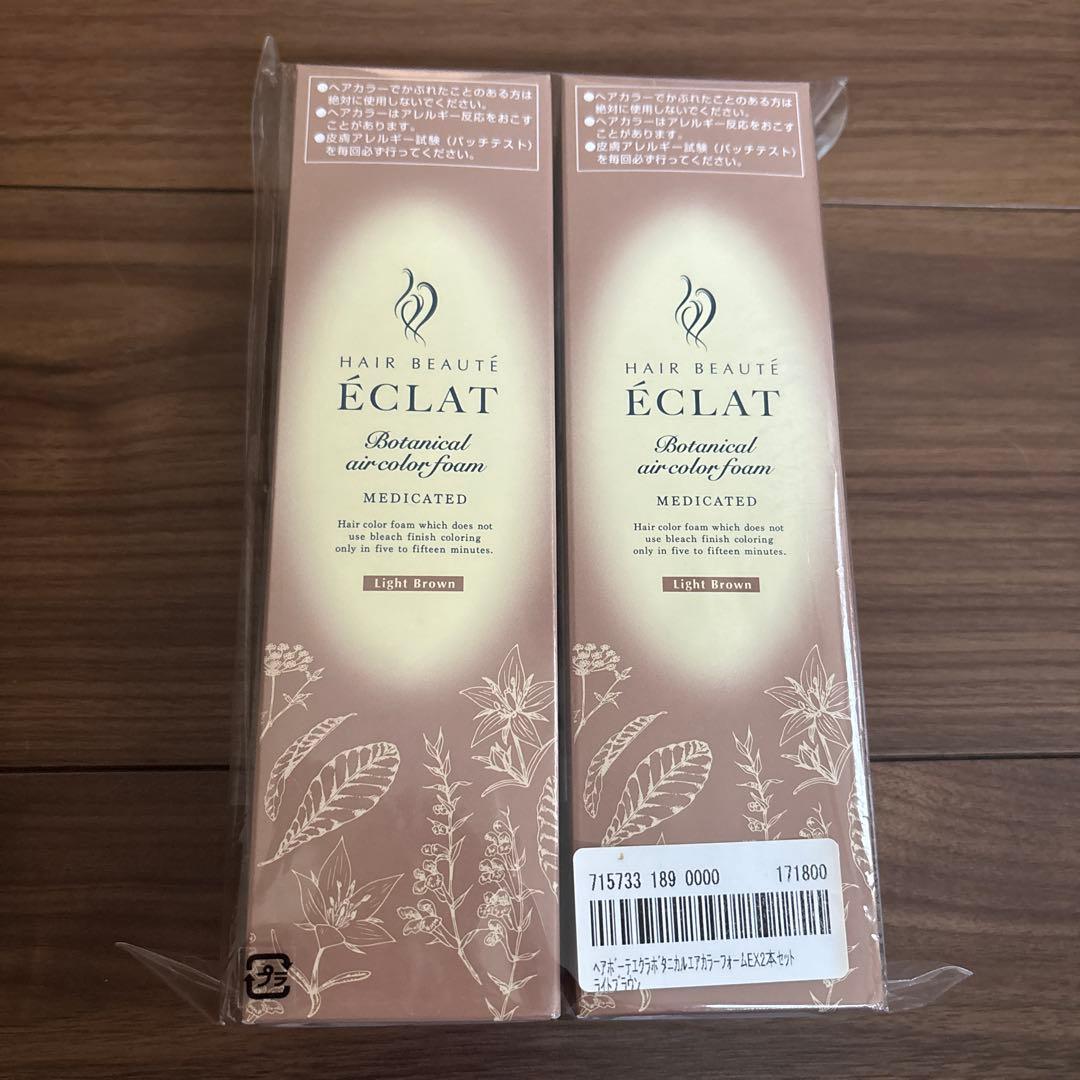 ●ヘアカラーでかぶれたことのある方は
絶対に使用しないでください。
●ヘアカラーはアレルギー反応をおこす
ことがあります。
●皮膚アレルギー試験（パッチテスト）
を毎回必ず行ってください。
HAIR BEAUTÉ
ÉCLAT
Botanical
air color foam
MEDICATED
Hair color foam which does not
use bleach finish coloring
only in five to fifteen minutes.
Light Brown
プラ
●ヘアカラーでかぶれたことのある方は
絶対に使用しないでください。
●ヘアカラーはアレルギー反応をおこす
ことがあります。
●皮膚アレルギー試験（パッチテスト）
を毎回必ず行ってください。
HAIR BEAUTÉ
ÉCLAT
Botanical
air color foam
MEDICATED
Hair color foam which does not
use bleach finish coloring
only in five to fifteen minutes.
Light Brown
715733 189 0000 171800
ヘアボーテエクラボタニカルエアカラーフォームEX2本セット
ライトブラウン